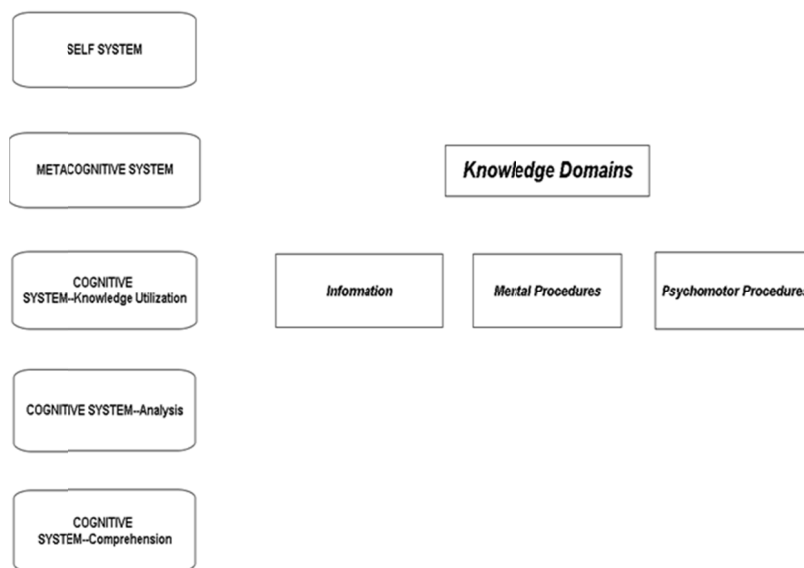 SELF SYSTEM
METACOGNITIVE SYSTEM
Knowledge Domains
COGNITIVE
SYSTEM--Knowledge Utilization
Information
Mental Procedures
Psychomotor Procedures
COGNITIVE SYSTEM--Analysis
COGNITIVE
SYSTEM--Comprehension